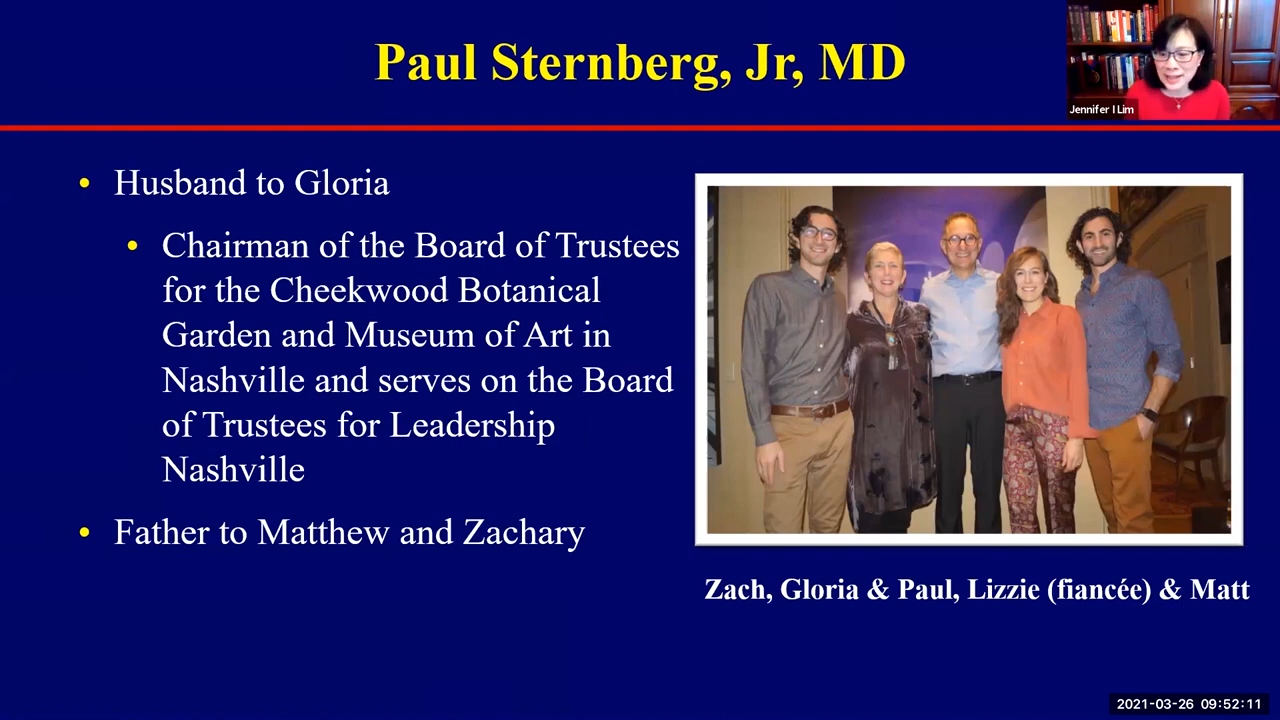 Paul Sternberg, Jr, MD
Jennifer I Lim
• Husband to Gloria
• Chairman of the Board of Trustees
for the Cheekwood Botanical
Garden and Museum of Art in
Nashville and serves on the Board
of Trustees for Leadership
Nashville
• Father to Matthew and Zachary
Zach, Gloria & Paul, Lizzie (fiancée) & Matt
2021-03-26 09:52:11